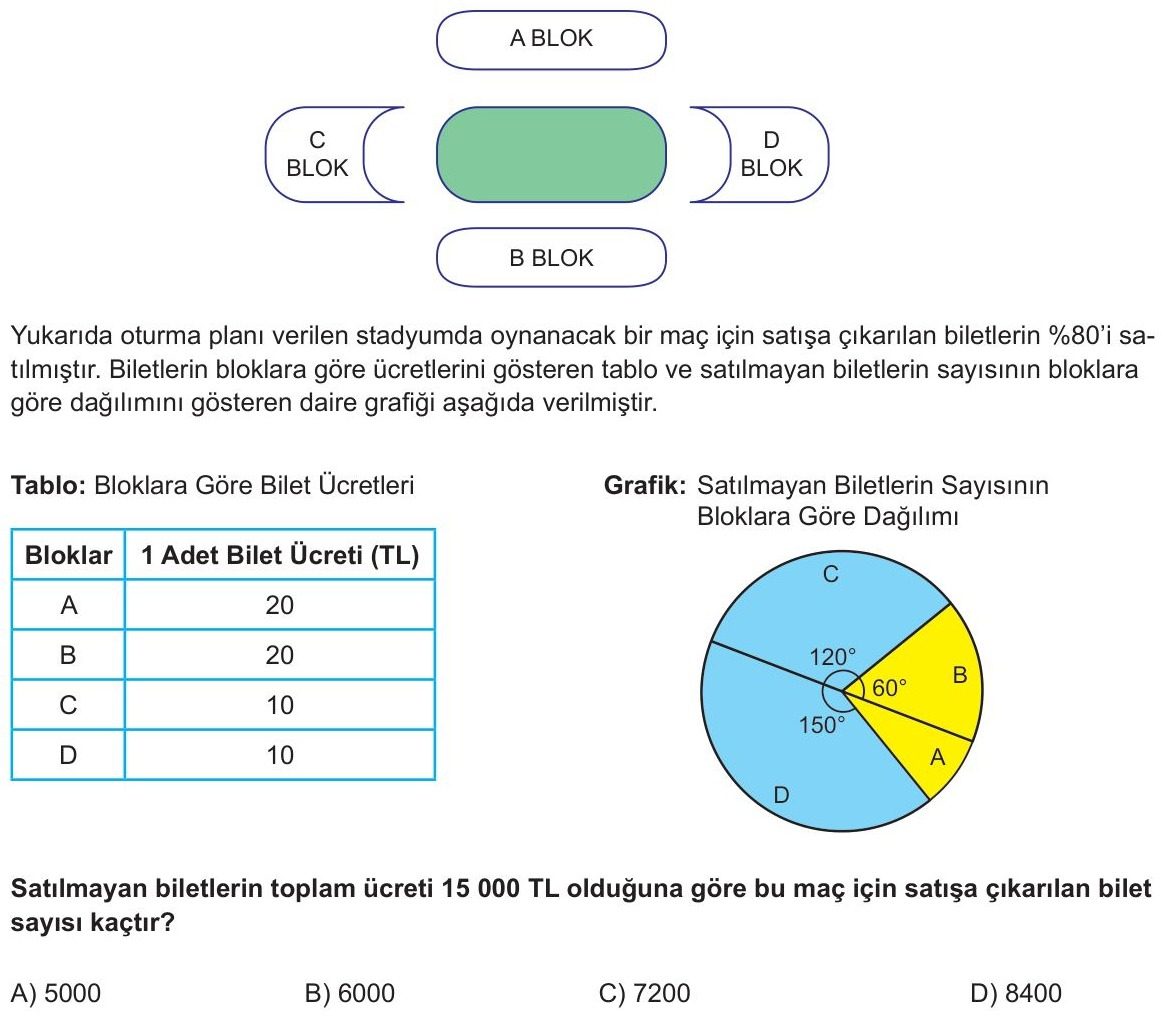 A BLOK
C
BLOK
D
BLOK
B BLOK
Yukarıda oturma planı verilen stadyumda oynanacak bir maç için satışa çıkarılan biletlerin %80’i sa-
tılmıştır. Biletlerin bloklara göre ücretlerini gösteren tablo ve satılmayan biletlerin sayısının bloklara
göre dağılımını gösteren daire grafiği aşağıda verilmiştir.
Tablo: Bloklara Göre Bilet Ücretleri
Bloklar 1 Adet Bilet Ücreti (TL)
A 20
B 20
C 10
D 10
Grafik: Satılmayan Biletlerin Sayısının
Bloklara Göre Dağılımı
C
120°
B
60°
150°
A
D
Satılmayan biletlerin toplam ücreti 15 000 TL olduğuna göre bu maç için satışa çıkarılan bilet
sayısı kaçtır?
A) 5000 B) 6000 C) 7200 D) 8400